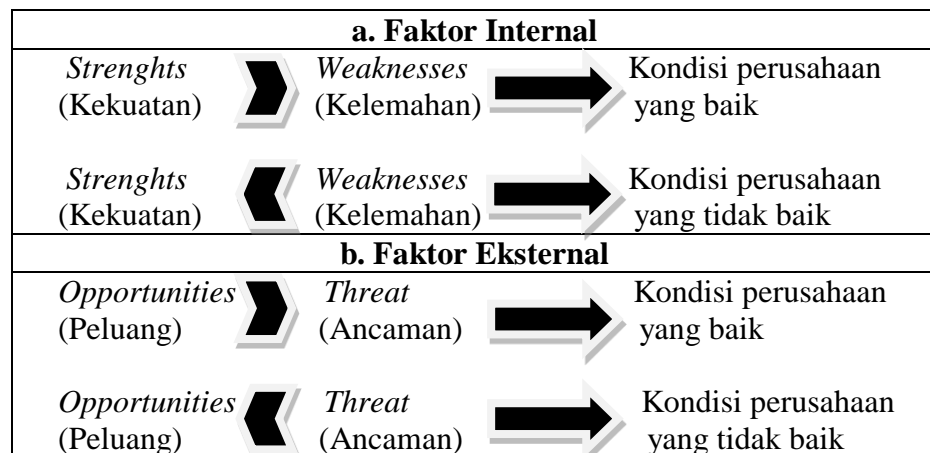 a. Faktor Internal
Strenghts Weaknesses Kondisi perusahaan
(Kekuatan) (Kelemahan) yang baik
Strenghts Weaknesses Kondisi perusahaan
(Kekuatan) (Kelemahan) yang tidak baik
b. Faktor Eksternal
Opportunities Threat Kondisi perusahaan
(Peluang) (Ancaman) yang baik
Opportunities Threat Kondisi perusahaan
(Peluang) (Ancaman) yang tidak baik